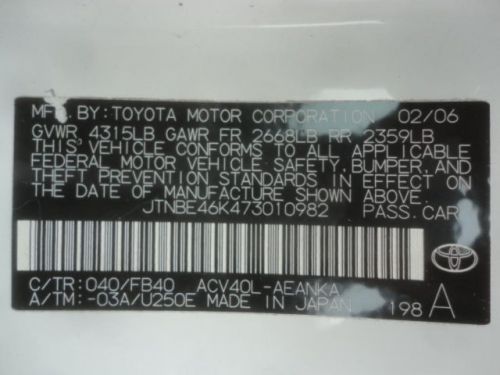 MFD. BY: TOYOTA MOTOR CORPORATION 02/06
GVWR 4315LB GAWR FR 2668LB RR 2359LB
THIS VEHICLE CONFORMS TO ALL APPLICABLE
FEDERAL MOTOR VEHICLE SAFETY, BUMPER, AND
THEFT PREVENTION STANDARDS IN EFFECT ON
THE DATE OF MANUFACTURE SHOWN ABOVE.
JTNBE46K473010982 PASS. CAR
C/TR: 040/FB40 ACV40L-AEANKA
A/TM: -03A/U250E MADE IN JAPAN 198 A